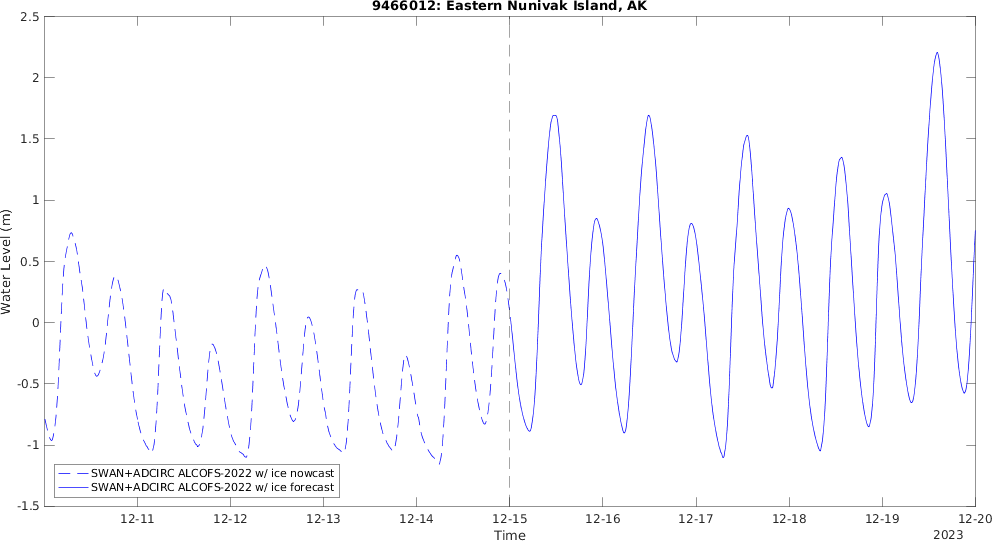 9466012: Eastern Nunivak Island, AK
2.5
2
1.5
1
0.5
0
-0.5
-1
-1.5
Water Level (m)
SWAN+ADCIRC ALCOFS-2022 w/ ice nowcast
SWAN+ADCIRC ALCOFS-2022 w/ ice forecast
12-11 12-12 12-13 12-14 12-15 12-16 12-17 12-18 12-19 12-20
Time
2023